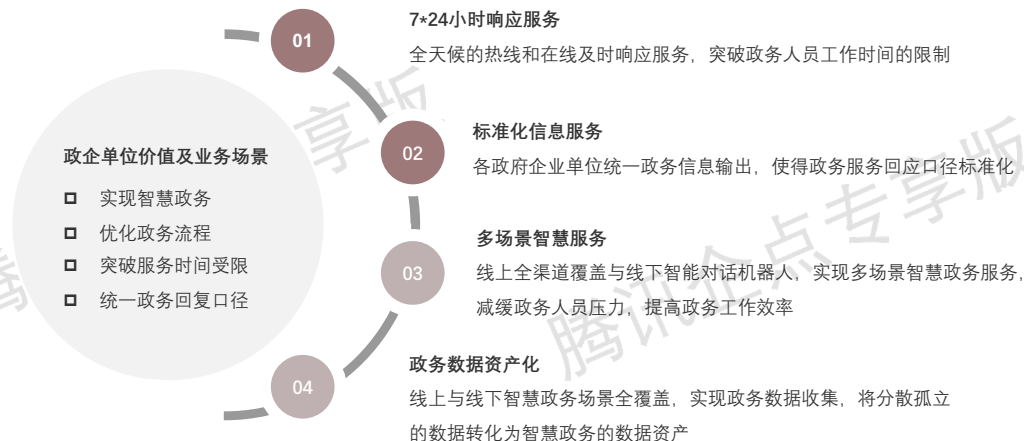 01
7*24小时响应服务
全天候的热线和在线及时响应服务，突破政务人员工作时间的限制
政企单位价值及业务场景
实现智慧政务
优化政务流程
突破服务时间受限
统一政务回复口径
02
标准化信息服务
各政府企业单位统一政务信息输出，使得政务服务回应口径标准化
03
多场景智慧服务
线上全渠道覆盖与线下智能对话机器人，实现多场景智慧政务服务，
减缓政务人员压力，提高政务工作效率
04
政务数据资产化
线上与线下智慧政务场景全覆盖，实现政务数据收集，将分散孤立
的数据转化为智慧政务的数据资产
腾讯企点专享版
享版
腾